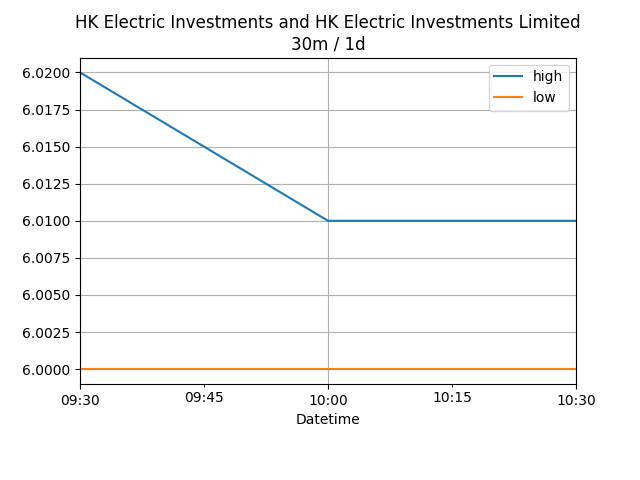 HK Electric Investments and HK Electric Investments Limited
30m / 1d
high
low
6.0200
6.0175
6.0150
6.0125
6.0100
6.0075
6.0050
6.0025
6.0000
09:30 09:45 10:00 10:15 10:30
Datetime